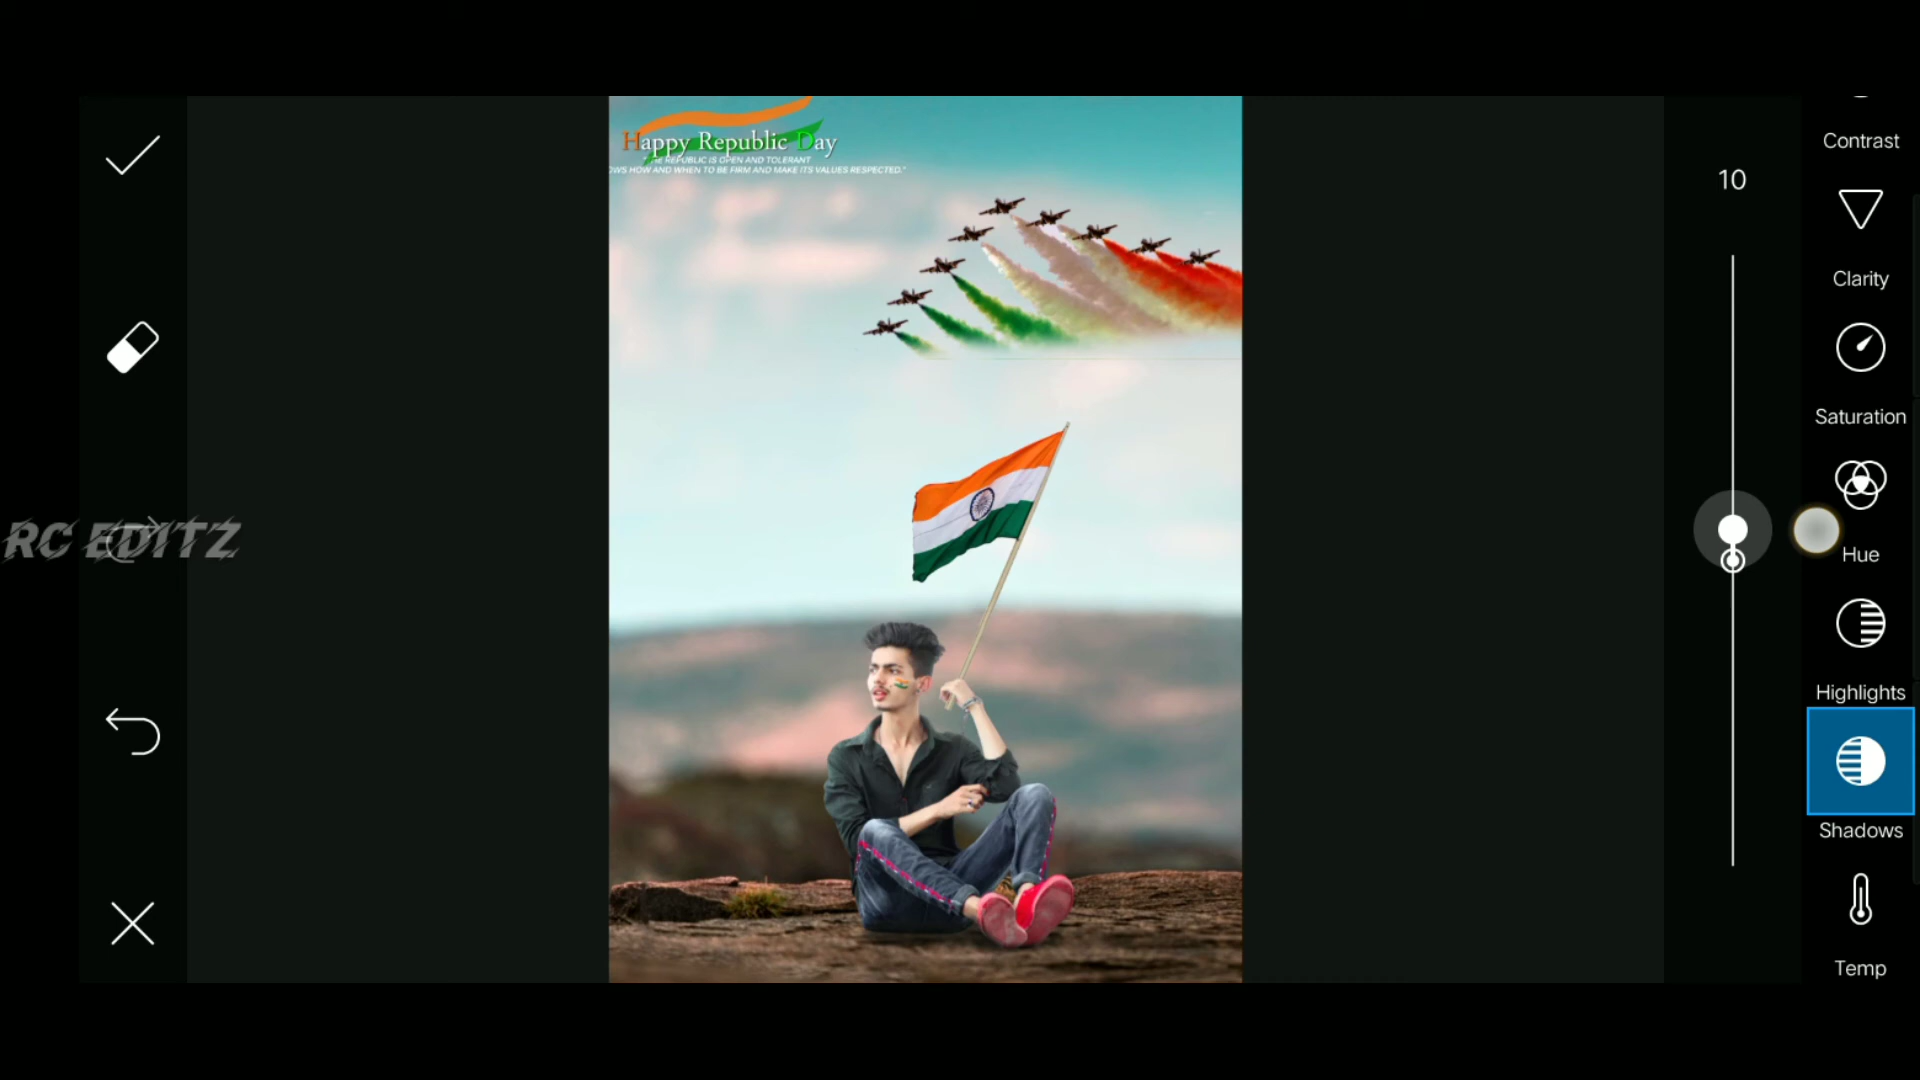 Contrast
Happy Republic Day
REPUBLIC IS OPEN AND TOLERANT
HOW AND WHEN TO BE FIRM AND MAKE ITS VALUES RESPECTED."
10
Clarity
Saturation
RC EDITZ
Hue
Highlights
Shadows
Temp